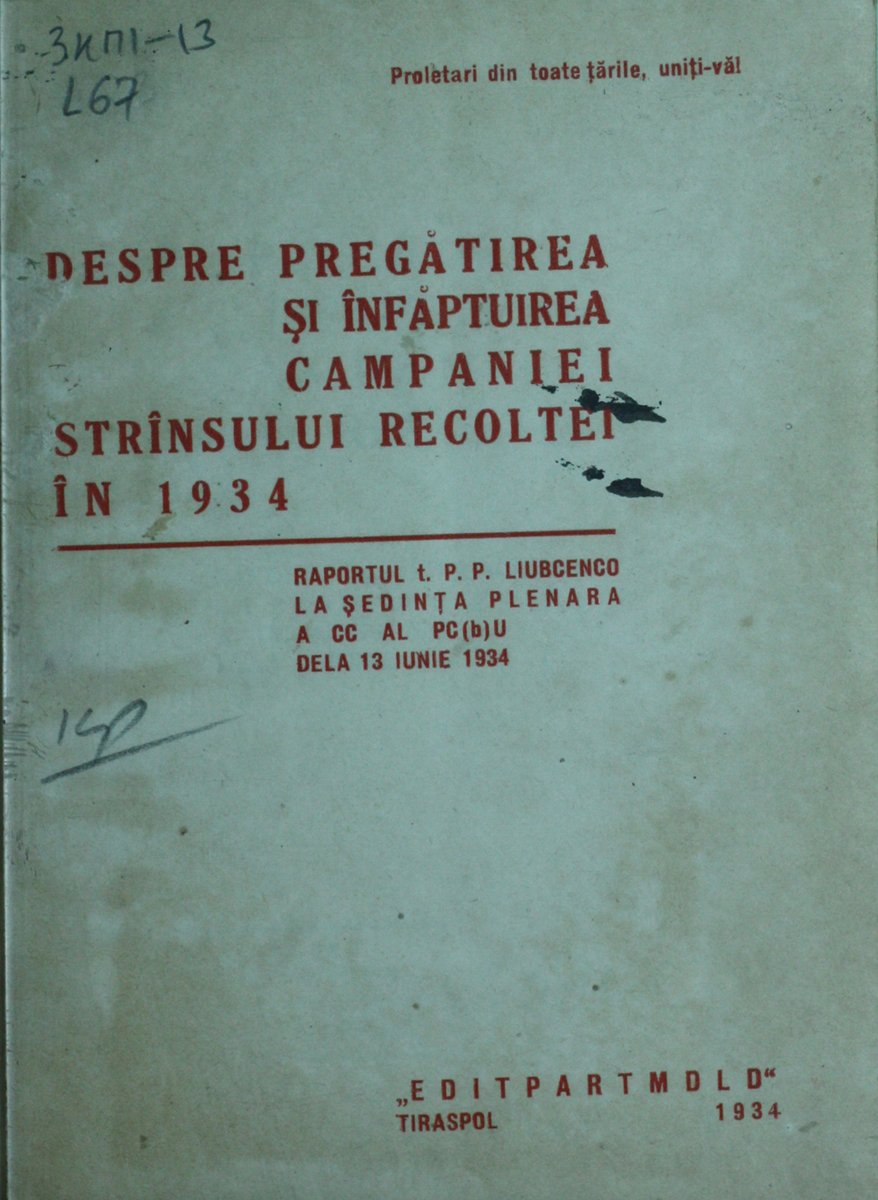 ЗКП1-13
L67
Proletari din toate țările, uniți-vă!
DESPRE PREGĂTIREA
ȘI ÎNFĂPTUIREA
CAMPANIEI
STRÎNSULUI RECOLTEI
ÎN 1934
RAPORTUL t. P. P. LIUBCENCO
LA ȘEDINȚA PLENARA
A CC AL PC(b)U
DELA 13 IUNIE 1934
„EDITPARTMOLD“
TIRASPOL 1934